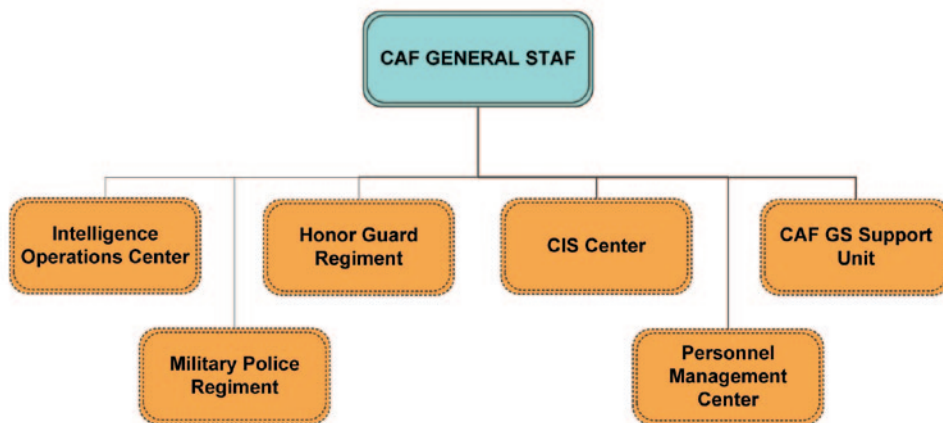 CAF GENERAL STAF
Intelligence
Operations Center
Honor Guard
Regiment
CIS Center
CAF GS Support
Unit
Military Police
Regiment
Personnel
Management
Center